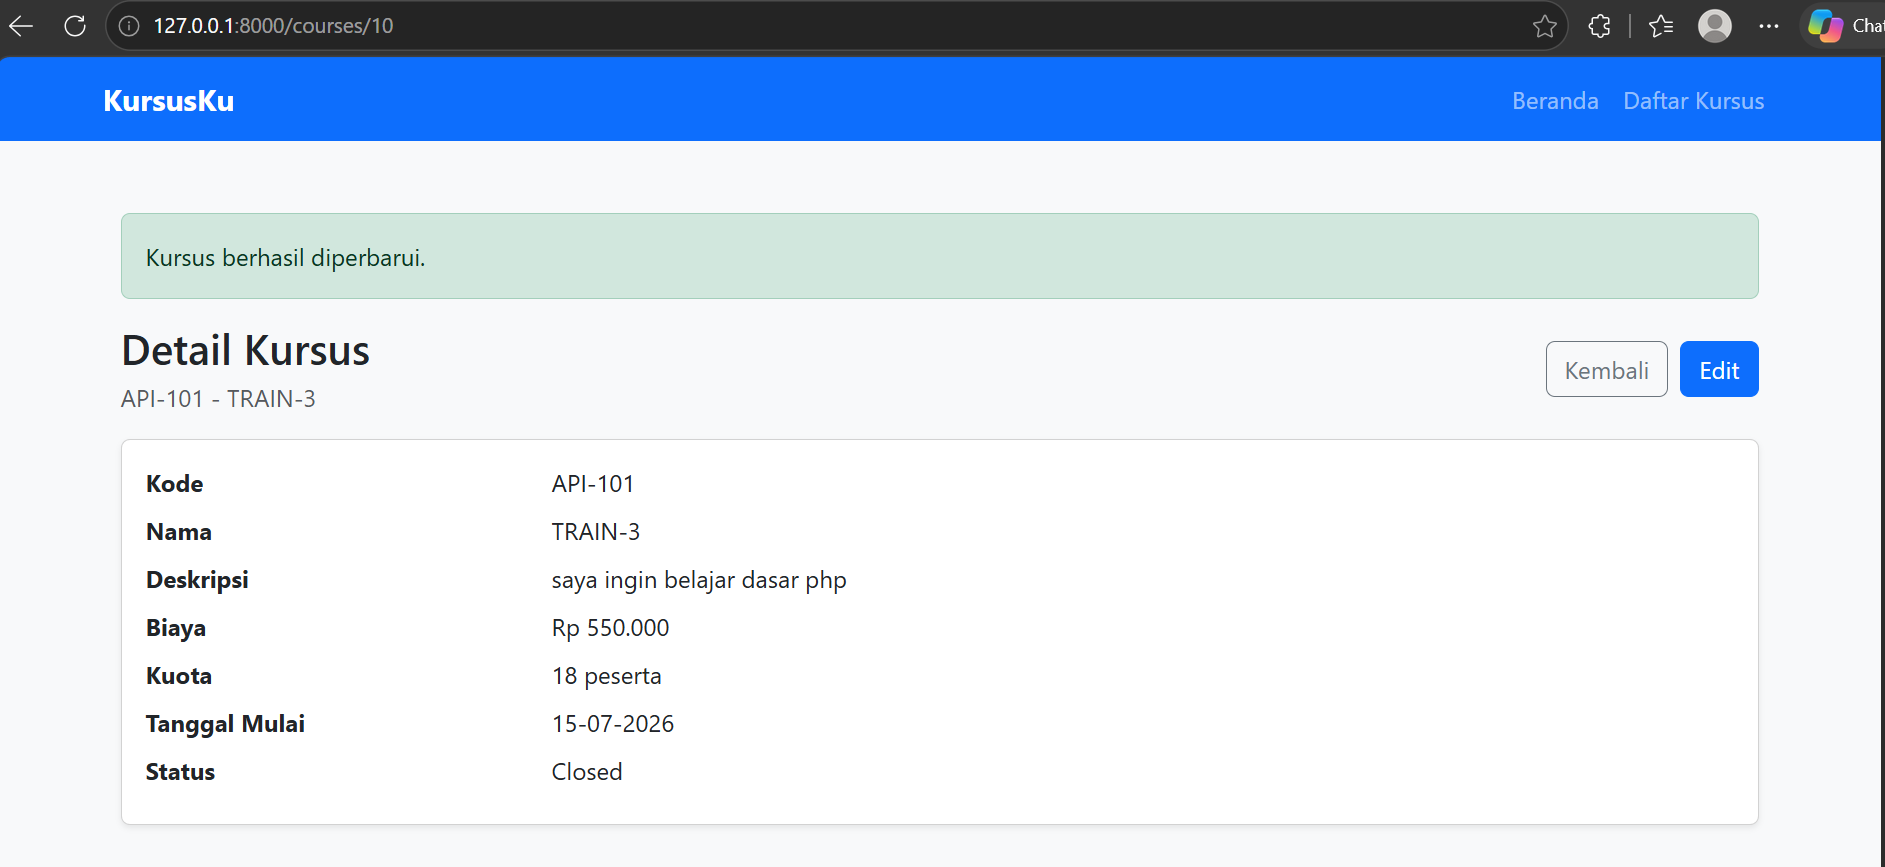 127.0.0.1:8000/courses/10
Chat
KursusKu
Beranda Daftar Kursus
Kursus berhasil diperbarui.
Detail Kursus
API-101 - TRAIN-3
Kembali Edit
Kode API-101
Nama TRAIN-3
Deskripsi saya ingin belajar dasar php
Biaya Rp 550.000
Kuota 18 peserta
Tanggal Mulai 15-07-2026
Status Closed